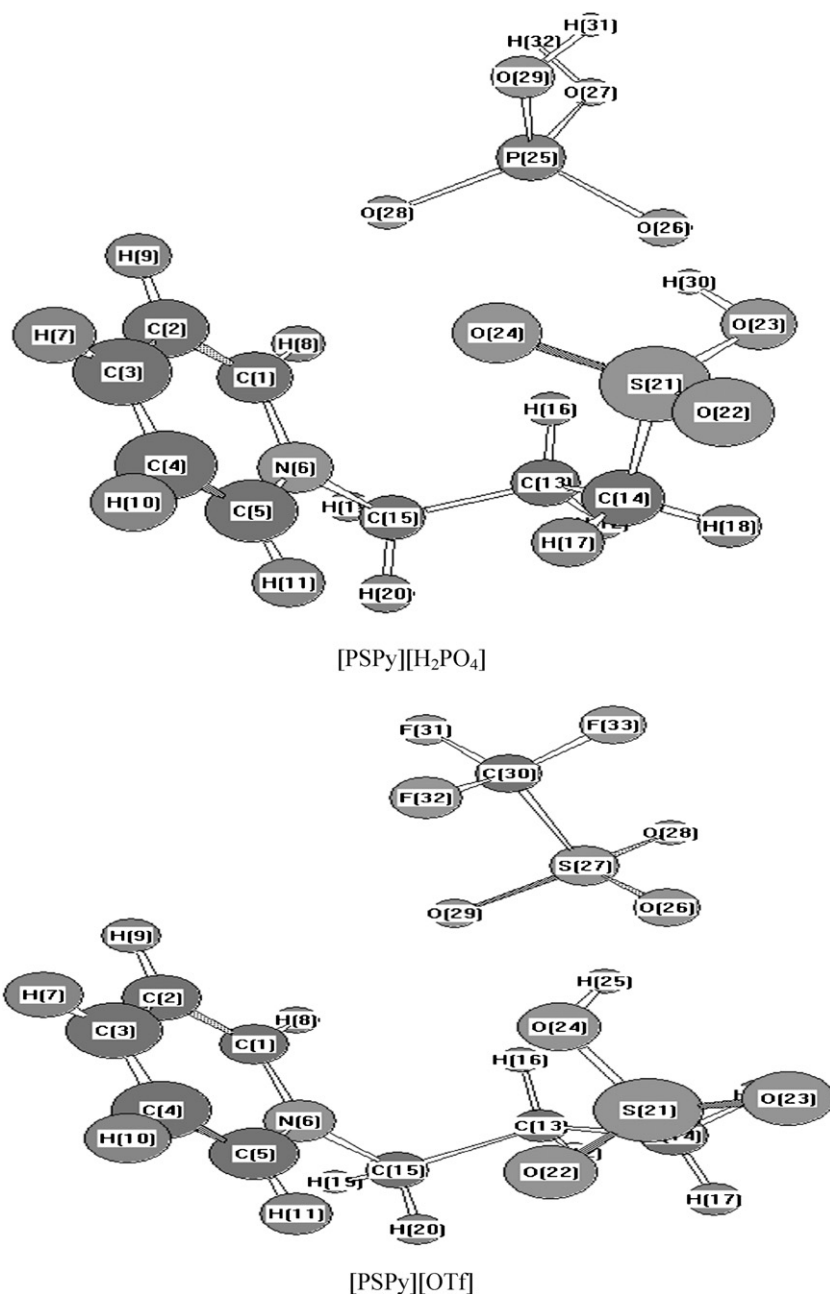 H(31)
H(32)
O(29)
O(27)
P(25)
O(28)
O(26)
H(9)
H(30)
H(7)
C(2)
O(24)
O(23)
C(3)
H(8)
C(1)
S(21)
H(16)
O(22)
C(4)
N(6)
C(13)
H(10)
C(5)
C(15)
C(14)
H(18)
H(17)
H(11)
H(20)
[PSPy][H₂PO₄]
F(31)
F(33)
C(30)
F(32)
O(28)
S(27)
O(29)
O(26)
H(9)
H(25)
H(7)
C(2)
O(24)
C(3)
H(8)
C(1)
H(16)
O(23)
C(4)
S(21)
N(6)
C(13)
H(10)
C(5)
C(15)
O(22)
H(19)
H(17)
H(11)
H(20)
[PSPy][OTf]